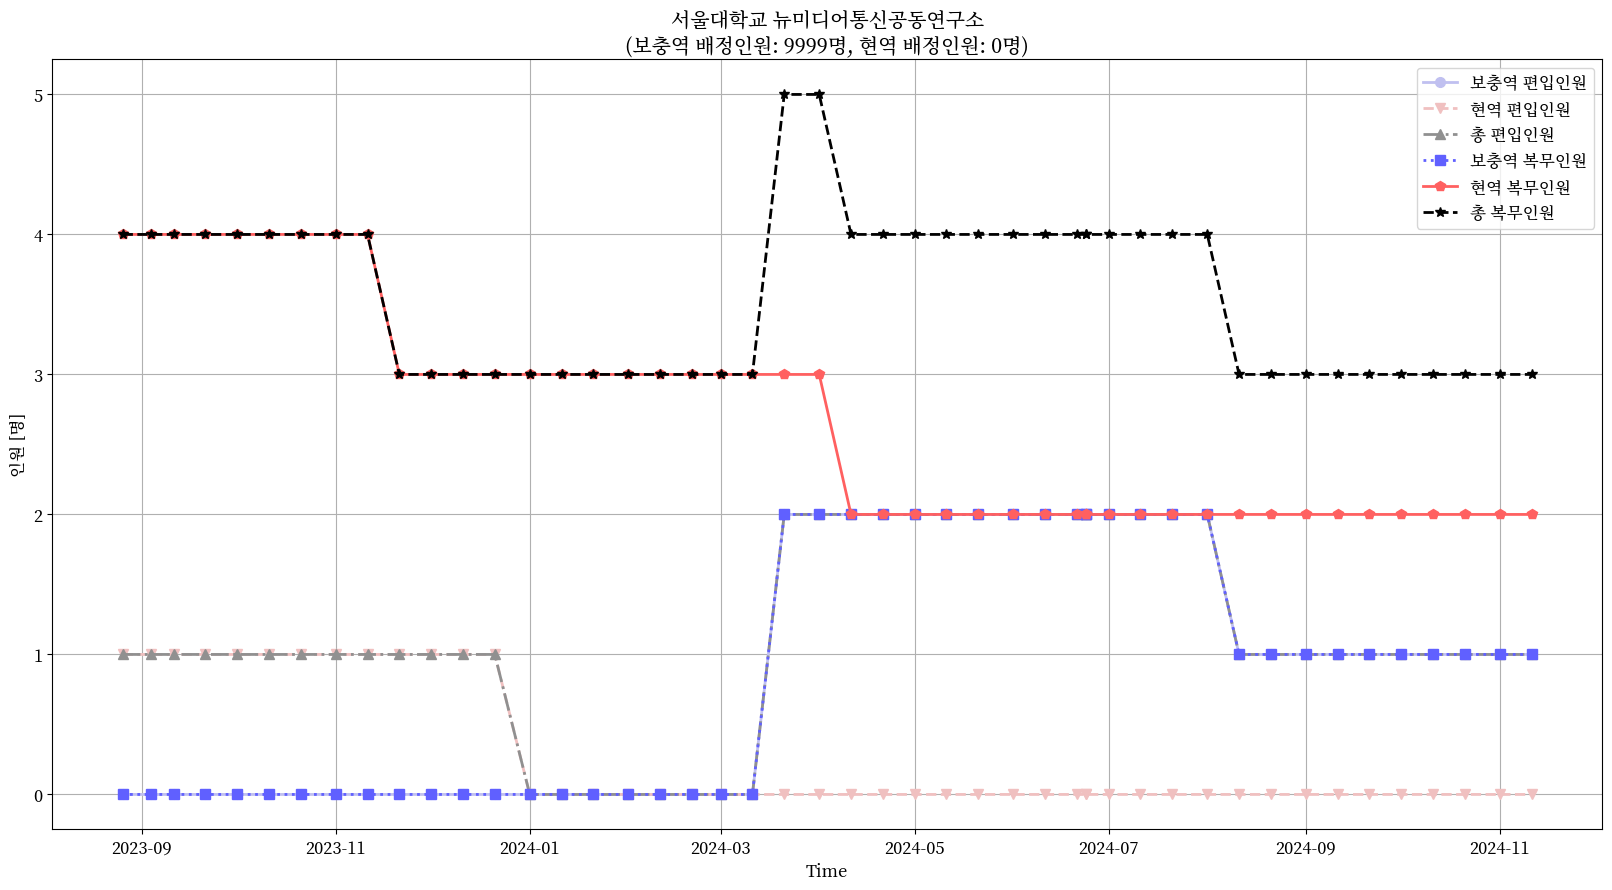 서울대학교 뉴미디어통신공동연구소
(보충역 배정인원: 9999명, 현역 배정인원: 0명)
보충역 편입인원
현역 편입인원
총 편입인원
보충역 복무인원
현역 복무인원
총 복무인원
인원 [명]
5
4
3
2
1
0
2023-09 2023-11 2024-01 2024-03 2024-05 2024-07 2024-09 2024-11
Time